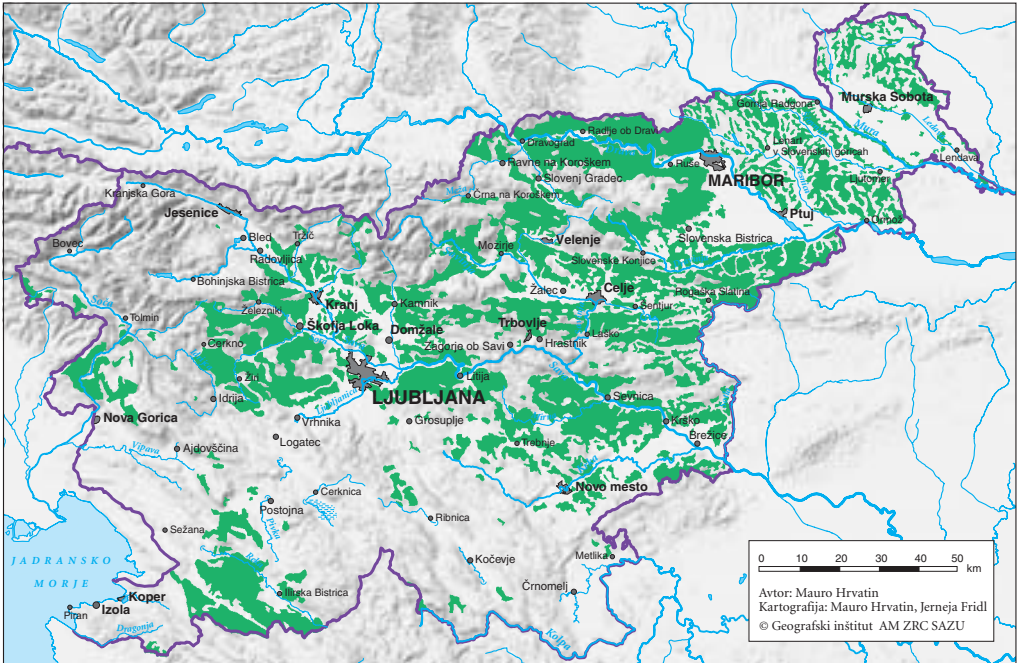 Murska Sobota
Gornja Radgona
Mura
Radlje ob Dravi
Dravograd
Lenart
v Slovenskih goricah
Lendava
Ravne na Koroškem
Ruše
Slovenj Gradec
MARIBOR
Ljutomer
Kranjska Gora
Črna na Koroškem
Jesenice
Ptuj
Ormož
Bled
Tržič
Bovec
Mozirje
Velenje
Slovenska Bistrica
Radovljica
Slovenske Konjice
Bohinjska Bistrica
Žalec
Celje
Rogaška Slatina
Soča
Železniki
Kranj
Kamnik
Šentjur
Tolmin
Škofja Loka
Domžale
Trbovlje
Laško
Cerkno
Zagorje ob Savi
Hrastnik
Žiri
Litija
Idrija
LJUBLJANA
Sevnica
Ljubljanica
Nova Gorica
Vrhnika
Grosuplje
Krško
Logatec
Trebnje
Brežice
Vipava
Ajdovščina
Cerknica
Novo mesto
Postojna
Ribnica
Pivka
Sežana
JADRANSKO
MORJE
Kočevje
Metlika
Črnomelj
Ilirska Bistrica
Koper
Izola
Piran
Dragonja
Kolpa
0 10 20 30 40 50 km
Avtor: Mauro Hrvatin
Kartografija: Mauro Hrvatin, Jerneja Fridl
© Geografski inštitut AM ZRC SAZU